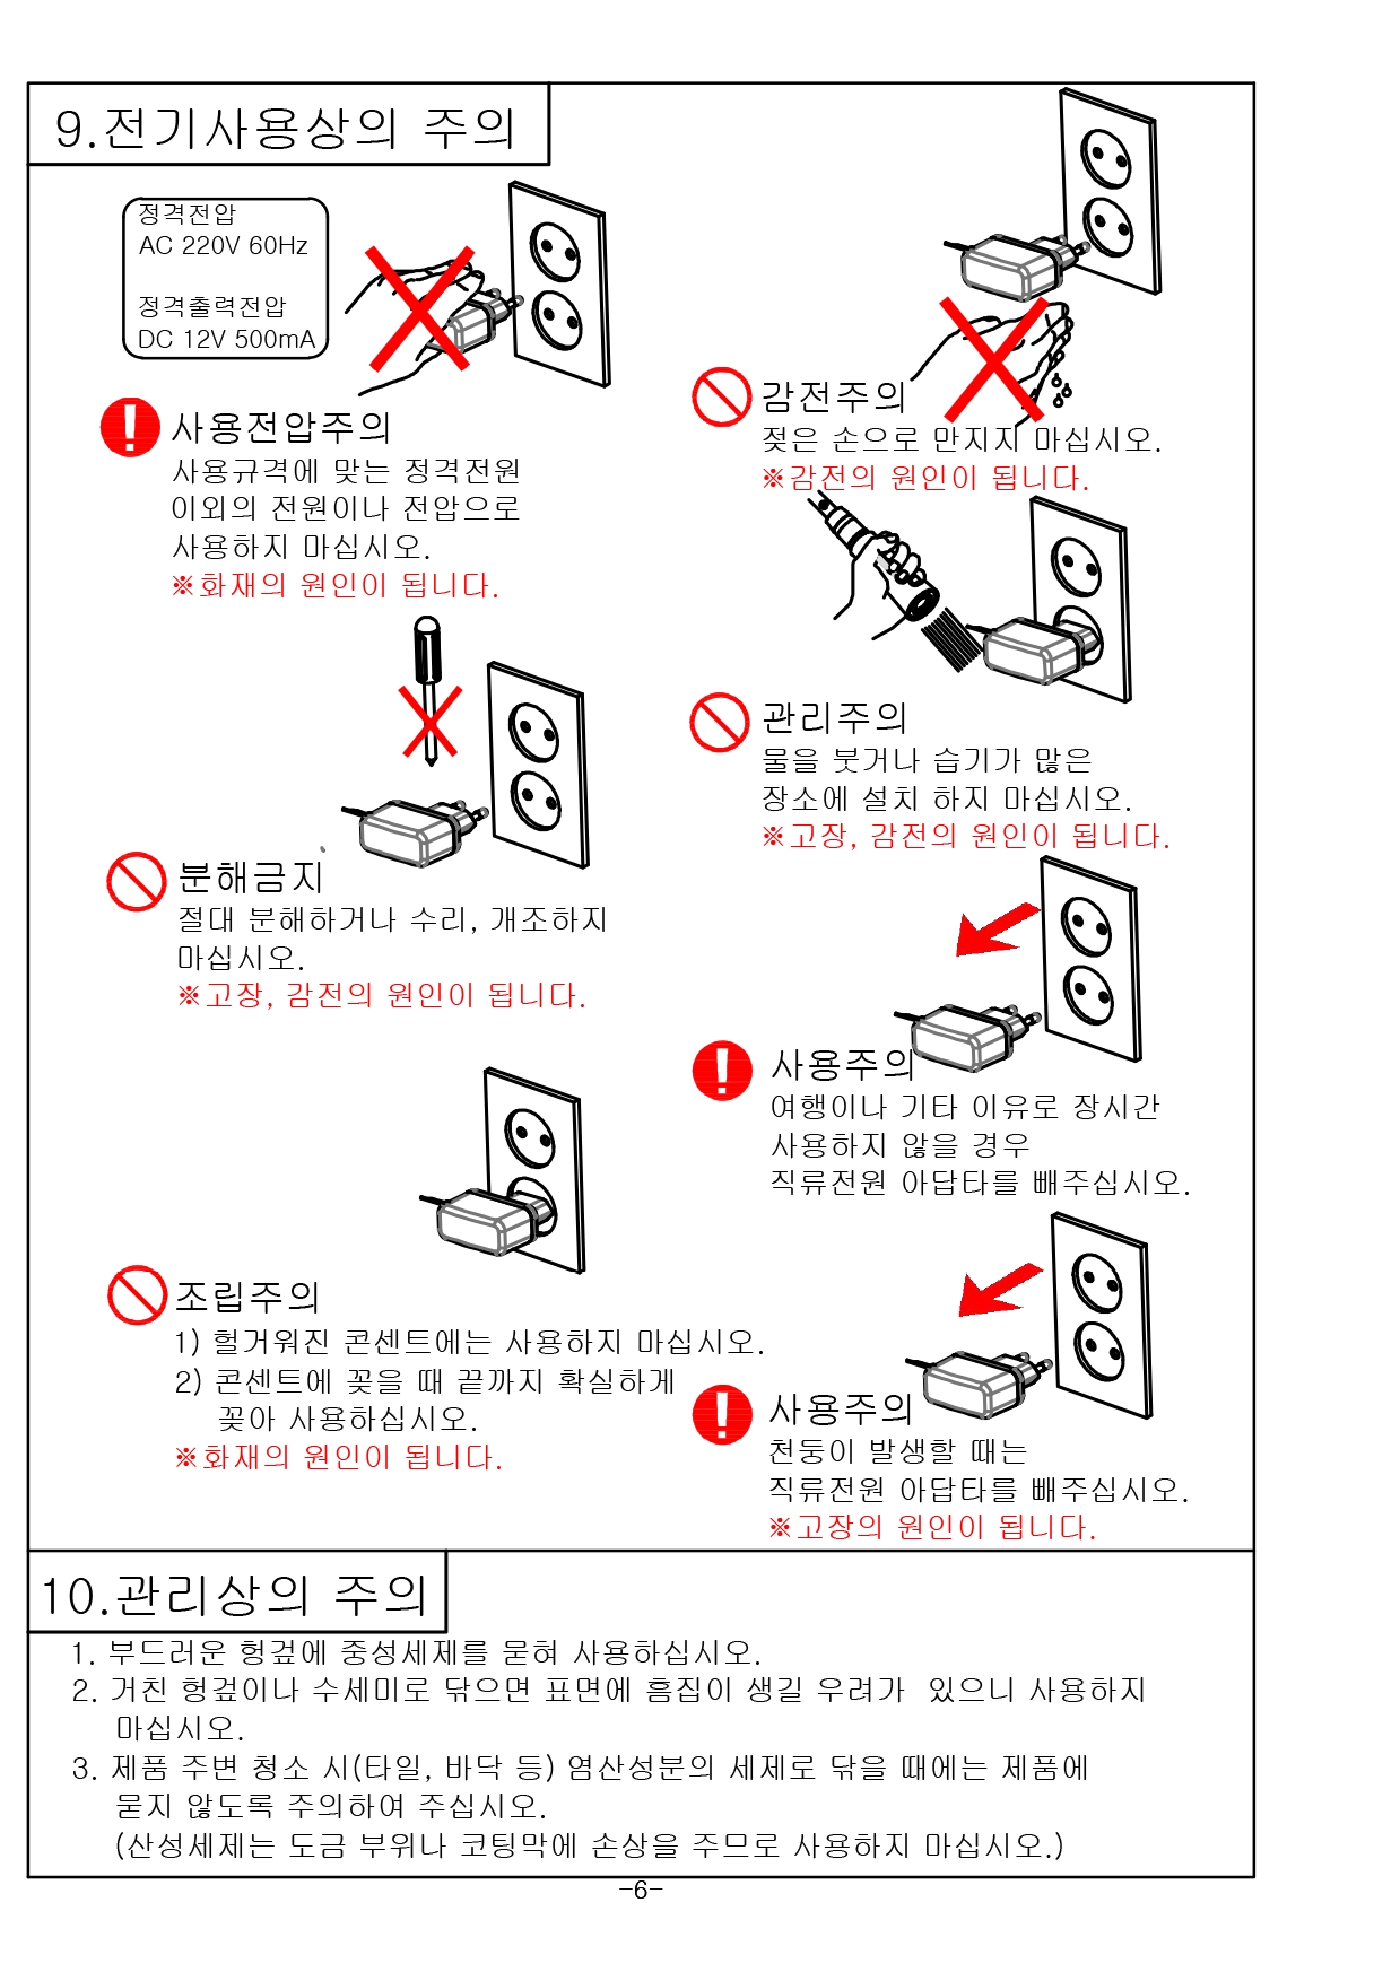 9.전기사용상의 주의
정격전압
AC 220V 60Hz
정격출력전압
DC 12V 500mA
사용전압주의
사용규격에 맞는 정격전원
이외의 전원이나 전압으로
사용하지 마십시오.
※화재의 원인이 됩니다.
분해금지
절대 분해하거나 수리, 개조하지
마십시오.
※고장, 감전의 원인이 됩니다.
조립주의
1) 헐거워진 콘센트에는 사용하지 마십시오.
2) 콘센트에 꽂을 때 끝까지 확실하게
꽂아 사용하십시오.
※화재의 원인이 됩니다.
감전주의
젖은 손으로 만지지 마십시오.
※감전의 원인이 됩니다.
관리주의
물을 붓거나 습기가 많은
장소에 설치 하지 마십시오.
※고장, 감전의 원인이 됩니다.
사용주의
여행이나 기타 이유로 장시간
사용하지 않을 경우
직류전원 아답타를 빼주십시오.
사용주의
천둥이 발생할 때는
직류전원 아답타를 빼주십시오.
※고장의 원인이 됩니다.
10.관리상의 주의
1. 부드러운 헝겊에 중성세제를 묻혀 사용하십시오.
2. 거친 헝겊이나 수세미로 닦으면 표면에 흠집이 생길 우려가 있으니 사용하지
마십시오.
3. 제품 주변 청소 시(타일, 바닥 등) 염산성분의 세제로 닦을 때에는 제품에
묻지 않도록 주의하여 주십시오.
(산성세제는 도금 부위나 코팅막에 손상을 주므로 사용하지 마십시오.)
-6-